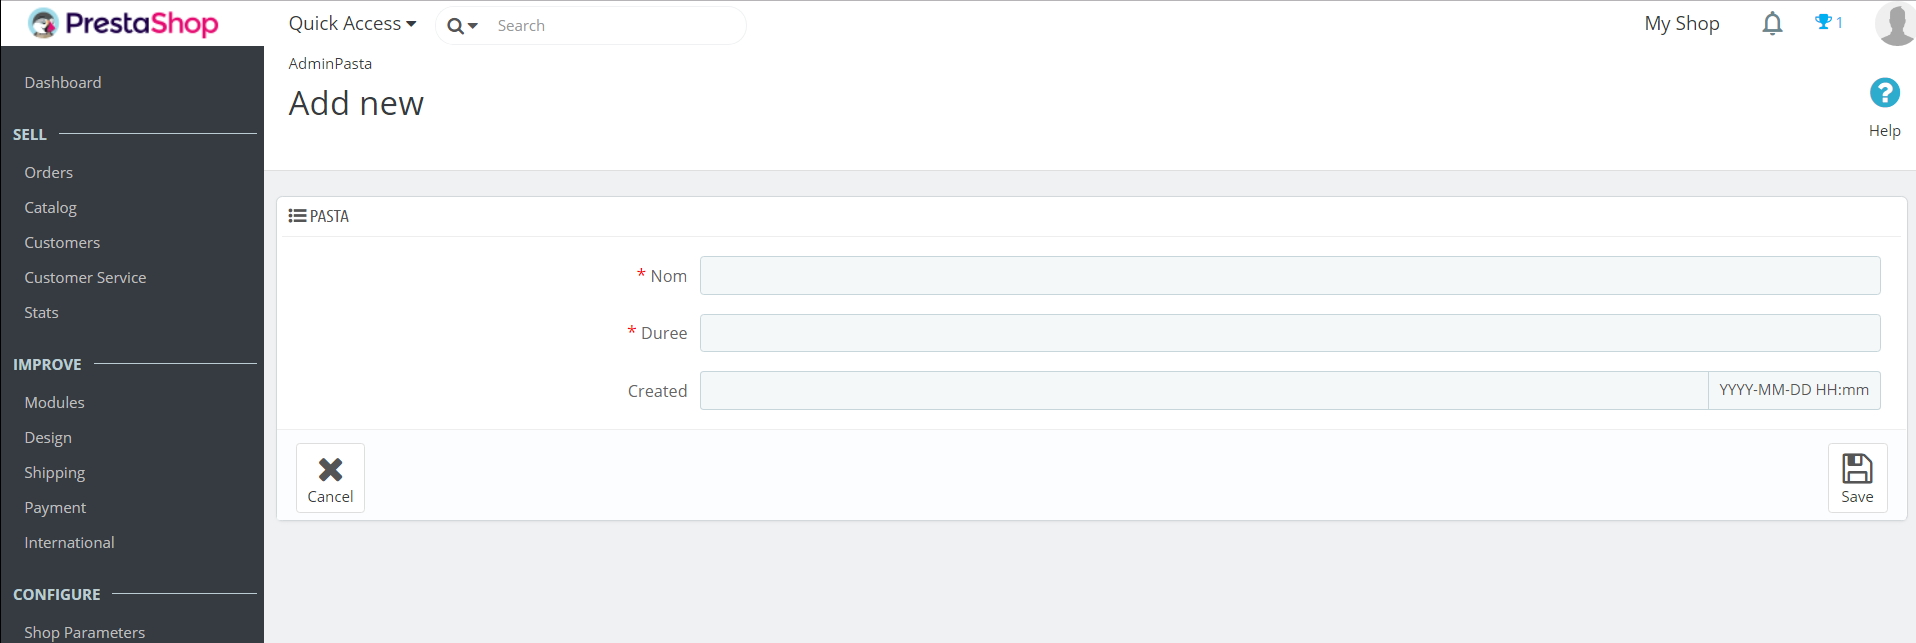 PrestaShop
Quick Access
Search
My Shop
1
Dashboard
SELL
Orders
Catalog
Customers
Customer Service
Stats
IMPROVE
Modules
Design
Shipping
Payment
International
CONFIGURE
Shop Parameters
AdminPasta
Add new
?
Help
PASTA
* Nom
* Duree
Created
YYYY-MM-DD HH:mm
Cancel
Save